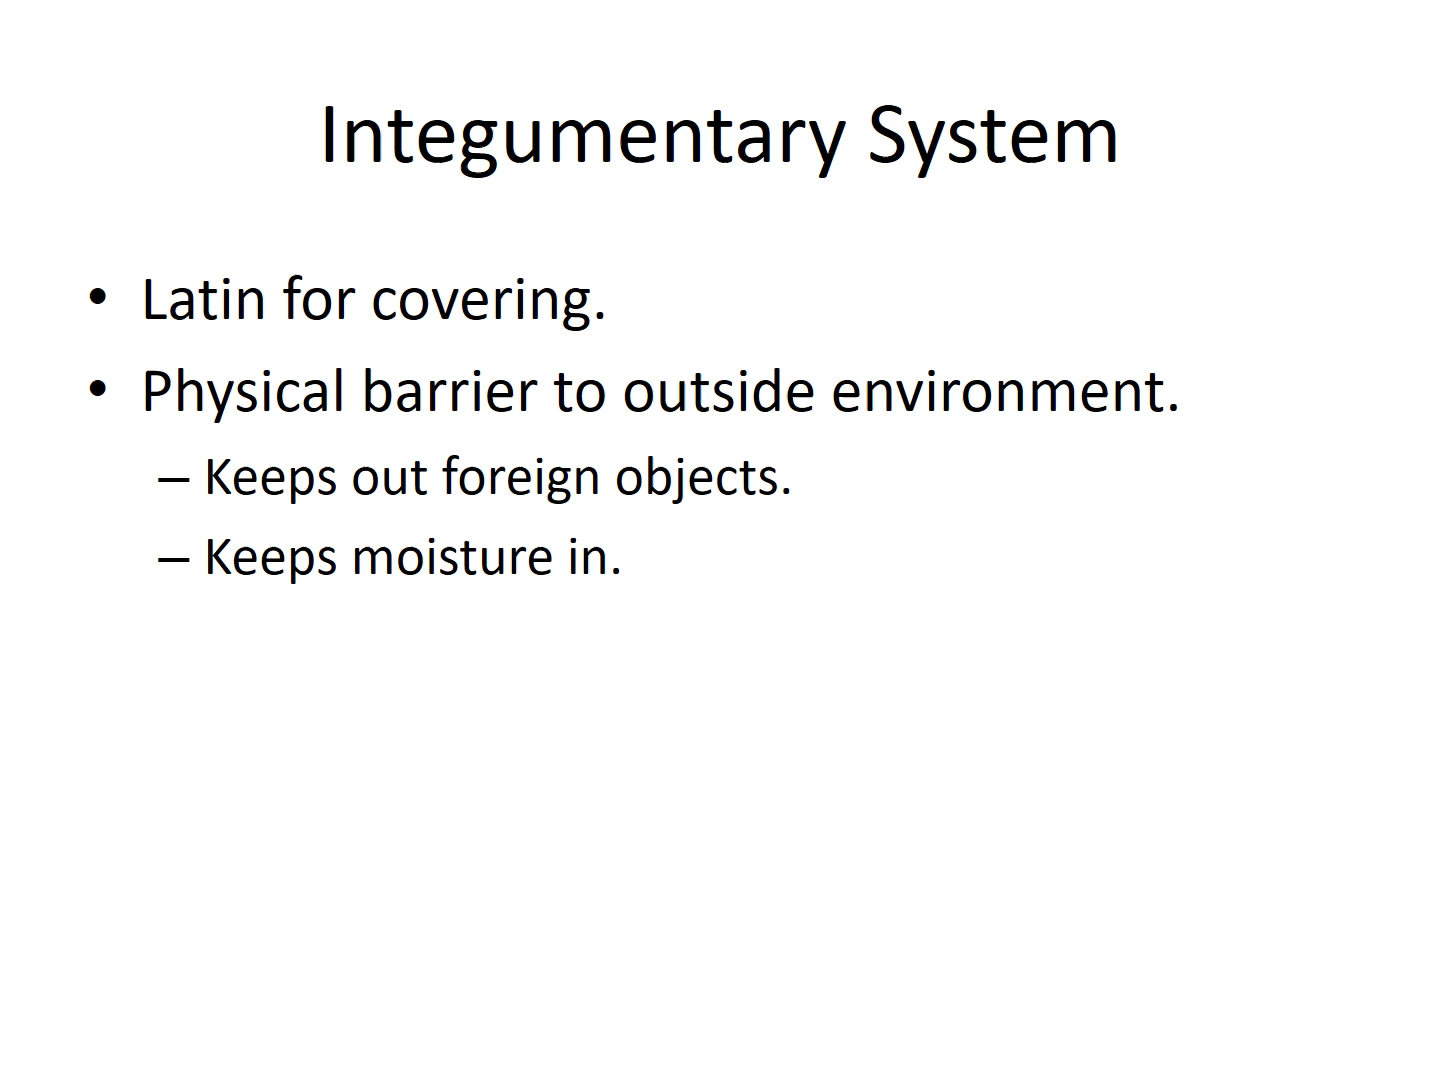 Integumentary System
• Latin for covering.
• Physical barrier to outside environment.
– Keeps out foreign objects.
– Keeps moisture in.